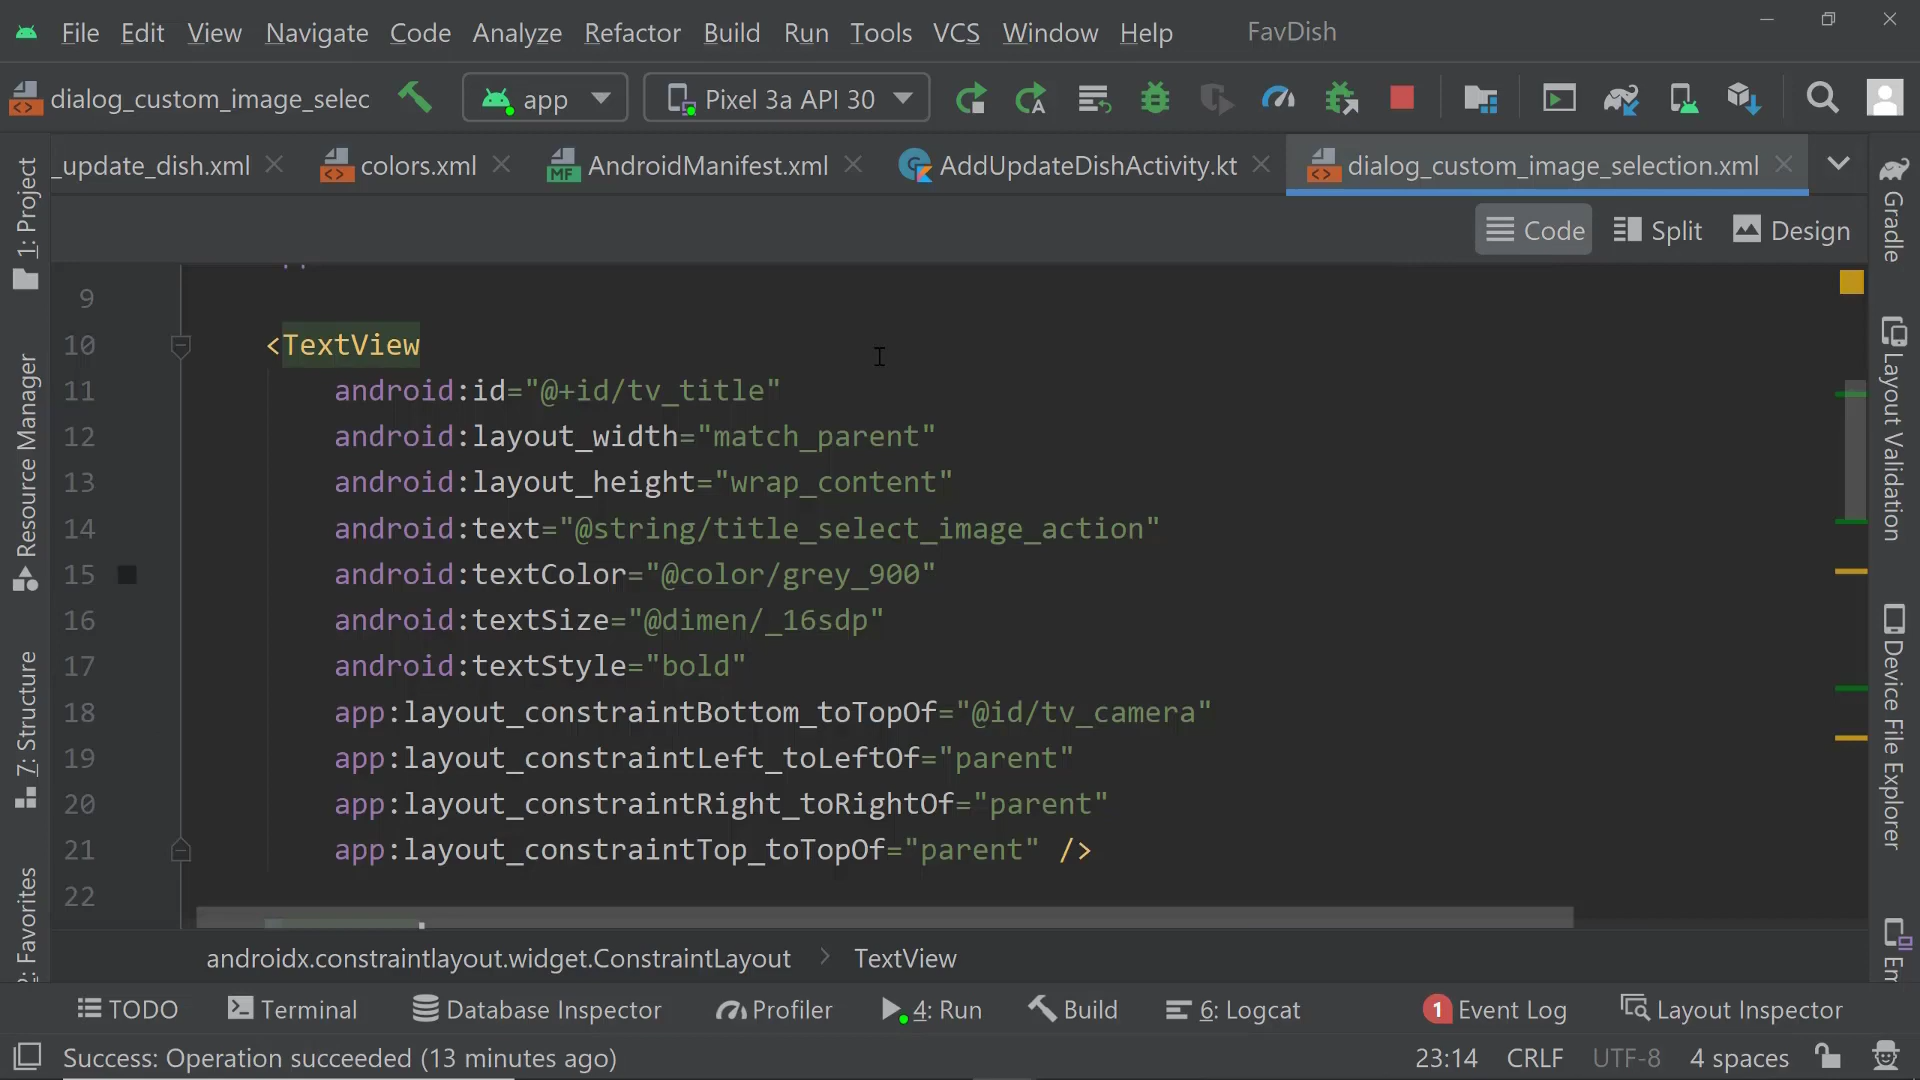 File Edit View Navigate Code Analyze Refactor Build Run Tools VCS Window Help FavDish
dialog_custom_image_selec app Pixel 3a API 30
_update_dish.xml colors.xml AndroidManifest.xml AddUpdateDishActivity.kt dialog_custom_image_selection.xml
Code Split Design
9
10 <TextView
11 android:id="@+id/tv_title"
12 android:layout_width="match_parent"
13 android:layout_height="wrap_content"
14 android:text="@string/title_select_image_action"
15 android:textColor="@color/grey_900"
16 android:textSize="@dimen/_16sdp"
17 android:textStyle="bold"
18 app:layout_constraintBottom_toTopOf="@id/tv_camera"
19 app:layout_constraintLeft_toLeftOf="parent"
20 app:layout_constraintRight_toRightOf="parent"
21 app:layout_constraintTop_toTopOf="parent" />
22
1: Project
Resource Manager
7: Structure
Favorites
Gradle
Layout Validation
Device File Explorer
androidx.constraintlayout.widget.ConstraintLayout TextView
TODO Terminal Database Inspector Profiler 4: Run Build 6: Logcat 1 Event Log Layout Inspector
Success: Operation succeeded (13 minutes ago) 23:14 CRLF UTF-8 4 spaces